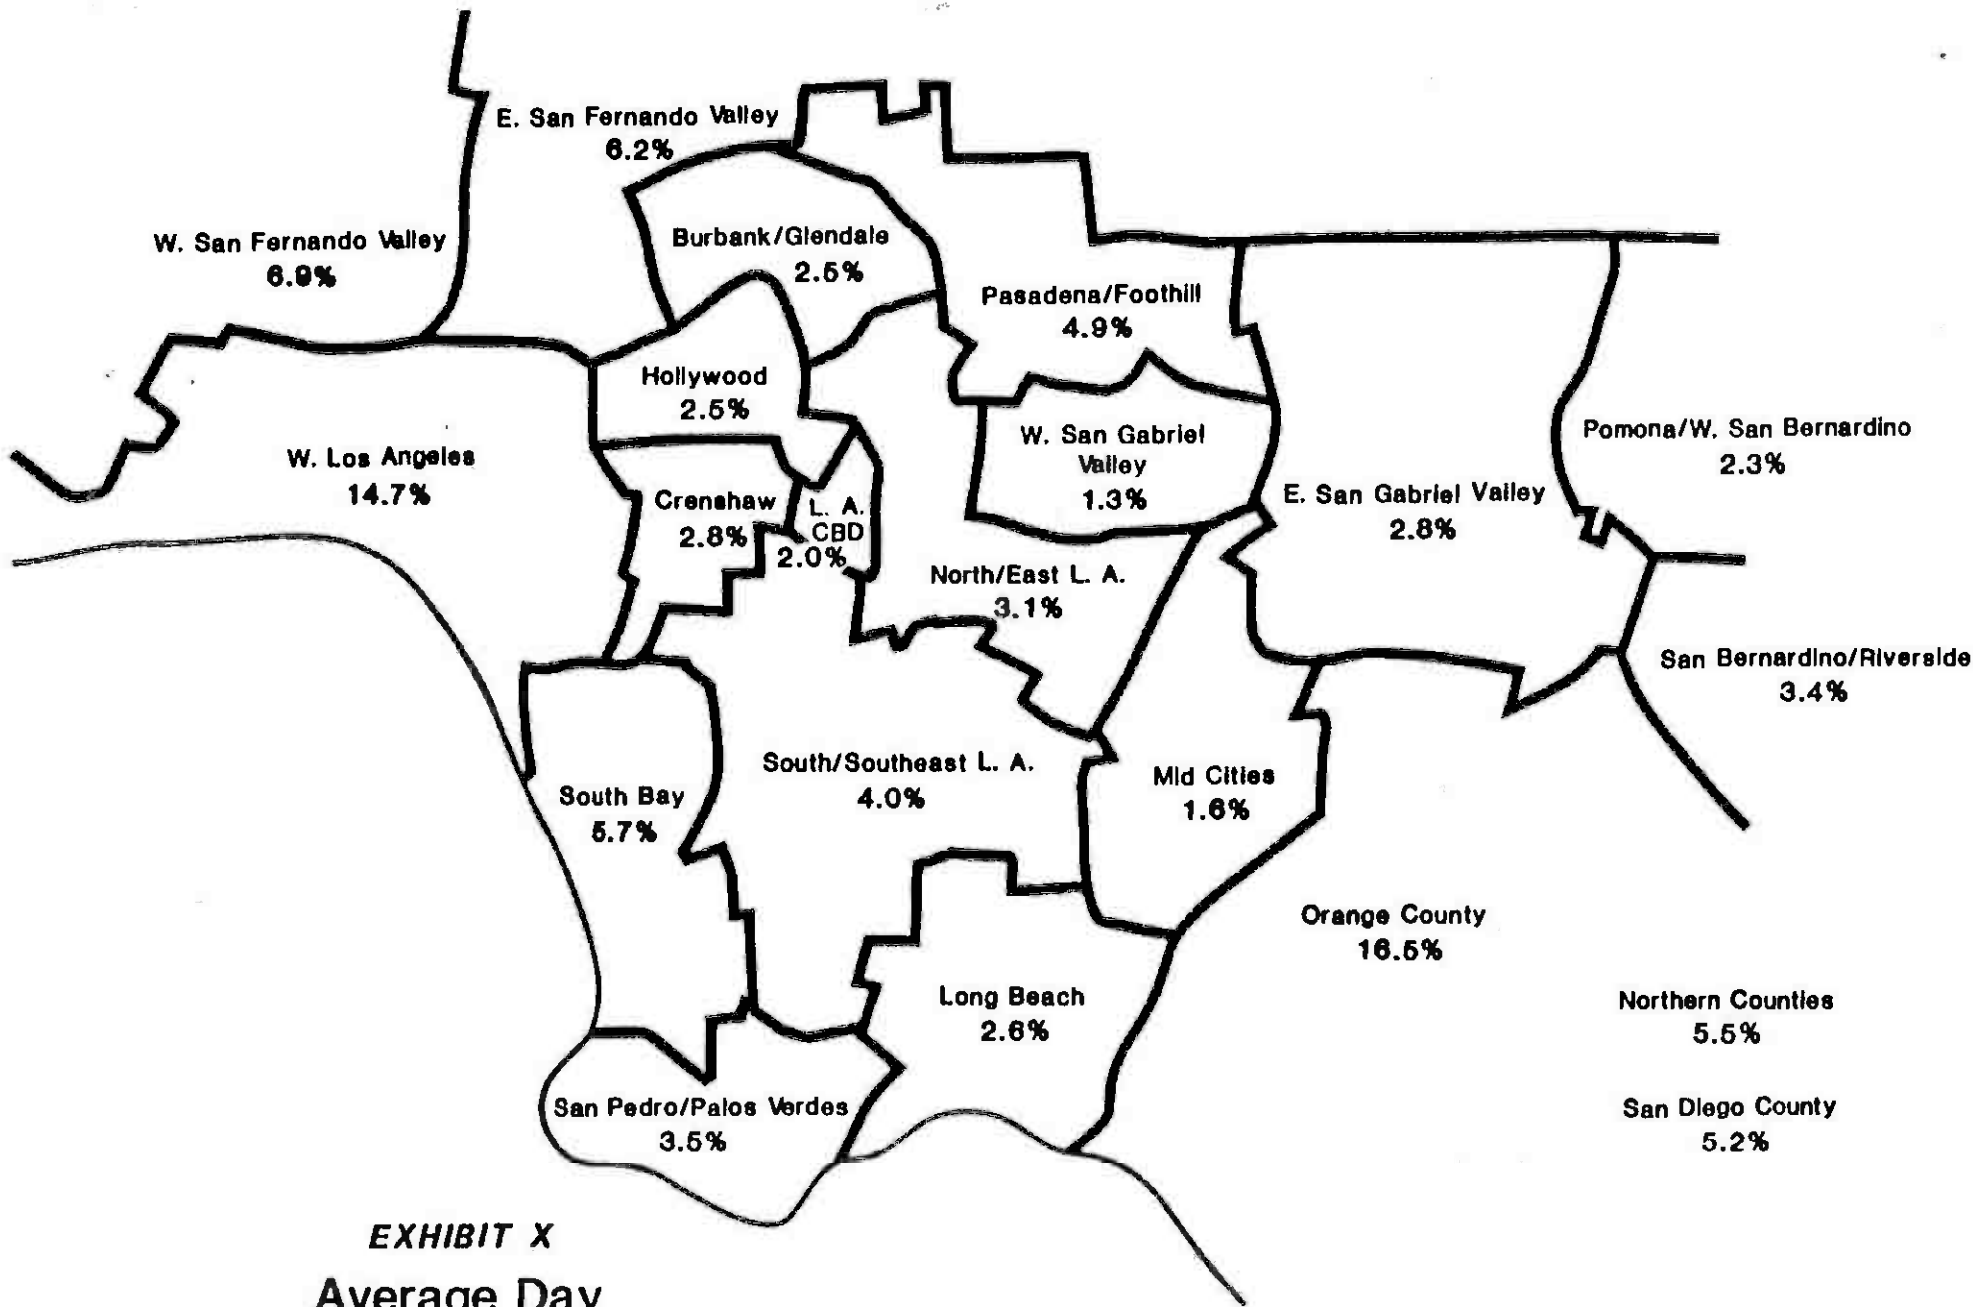 E. San Fernando Valley
6.2%
W. San Fernando Valley
6.9%
Burbank/Glendale
2.5%
Pasadena/Foothill
4.9%
Hollywood
2.5%
W. Los Angeles
14.7%
W. San Gabriel
Valley
1.3%
Pomona/W. San Bernardino
2.3%
E. San Gabriel Valley
2.8%
Crenshaw
2.8%
L. A.
CBD
2.0%
North/East L. A.
3.1%
San Bernardino/Riverside
3.4%
South/Southeast L. A.
4.0%
Mid Cities
1.6%
South Bay
5.7%
Orange County
16.5%
Long Beach
2.6%
Northern Counties
5.5%
San Pedro/Palos Verdes
3.5%
San Diego County
5.2%
EXHIBIT X
Average Day